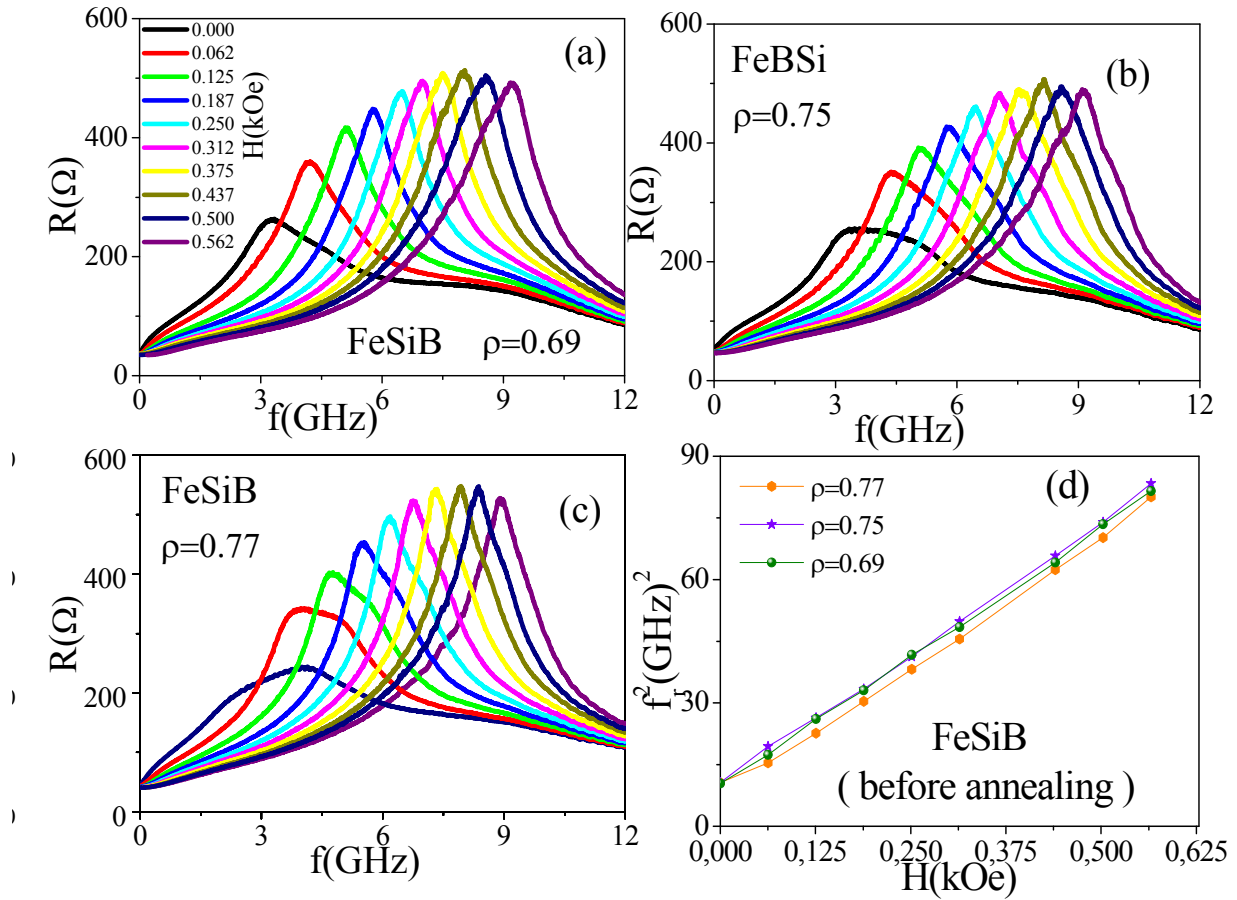 600
400
200
0
R(Ω)
0.000
0.062
0.125
0.187
0.250
0.312
0.375
0.437
0.500
0.562
H(kOe)
(a)
FeSiB ρ=0.69
0 3 6 9 12
f(GHz)
600
400
200
0
R(Ω)
FeBSi
ρ=0.75
(b)
0 3 6 9 12
f(GHz)
)
)
)
)
600
400
200
0
R(Ω)
FeSiB
ρ=0.77
(c)
0 3 6 9 12
f(GHz)
90
60
30
0
f²r(GHz)²
ρ=0.77
ρ=0.75
ρ=0.69
(d)
FeSiB
( before annealing )
0,000 0,125 0,250 0,375 0,500 0,625
H(kOe)